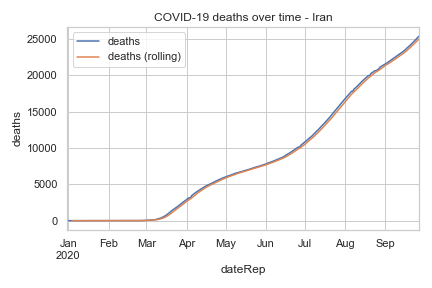 COVID-19 deaths over time - Iran
deaths
deaths (rolling)
25000
20000
15000
10000
5000
0
deaths
Jan Feb Mar Apr May Jun Jul Aug Sep
2020
dateRep